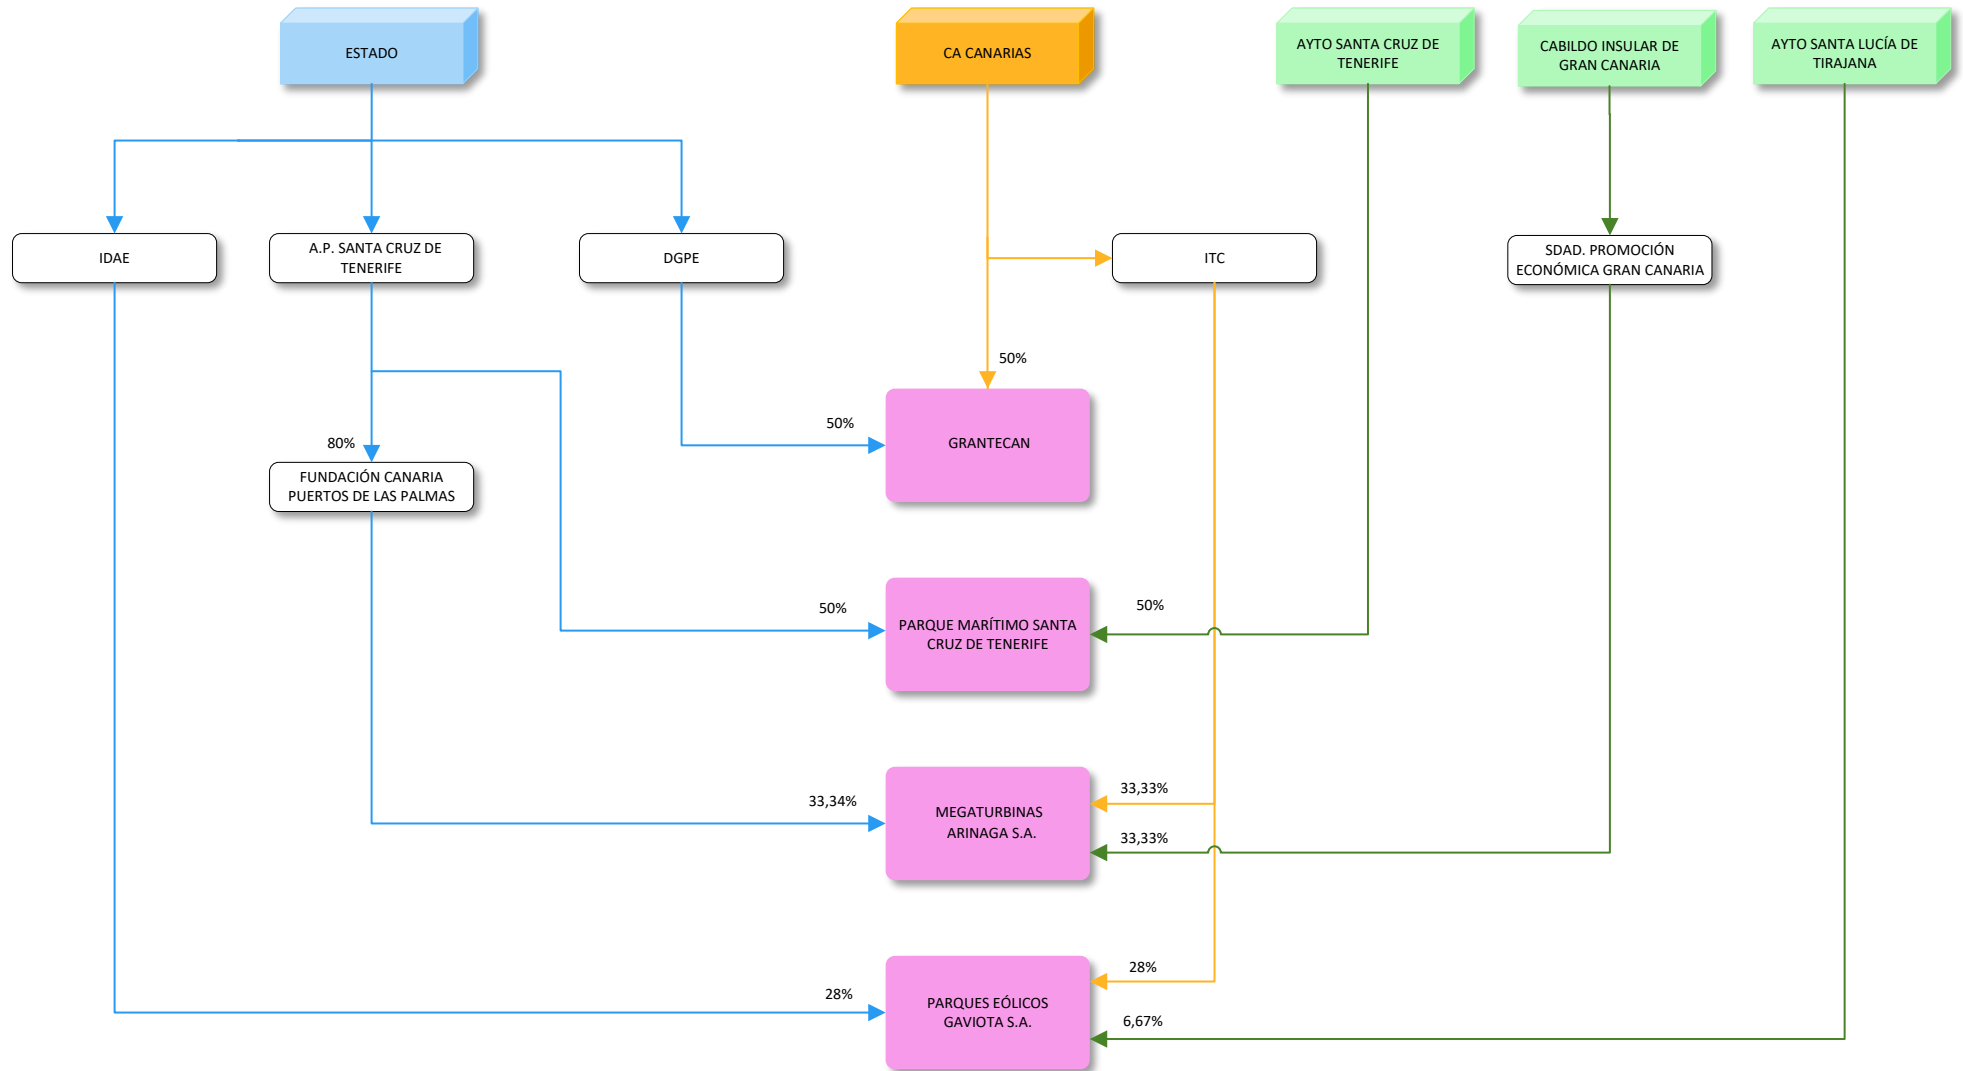 ESTADO
CA CANARIAS
AYTO SANTA CRUZ DE
TENERIFE
CABILDO INSULAR DE
GRAN CANARIA
AYTO SANTA LUCÍA DE
TIRAJANA
IDAE
A.P. SANTA CRUZ DE
TENERIFE
DGPE
ITC
SDAD. PROMOCIÓN
ECONÓMICA GRAN CANARIA
50%
50%
GRANTECAN
80%
FUNDACIÓN CANARIA
PUERTOS DE LAS PALMAS
50%
PARQUE MARÍTIMO SANTA
CRUZ DE TENERIFE
50%
33,34%
MEGATURBINAS
ARINAGA S.A.
33,33%
33,33%
28%
PARQUES EÓLICOS
GAVIOTA S.A.
28%
6,67%